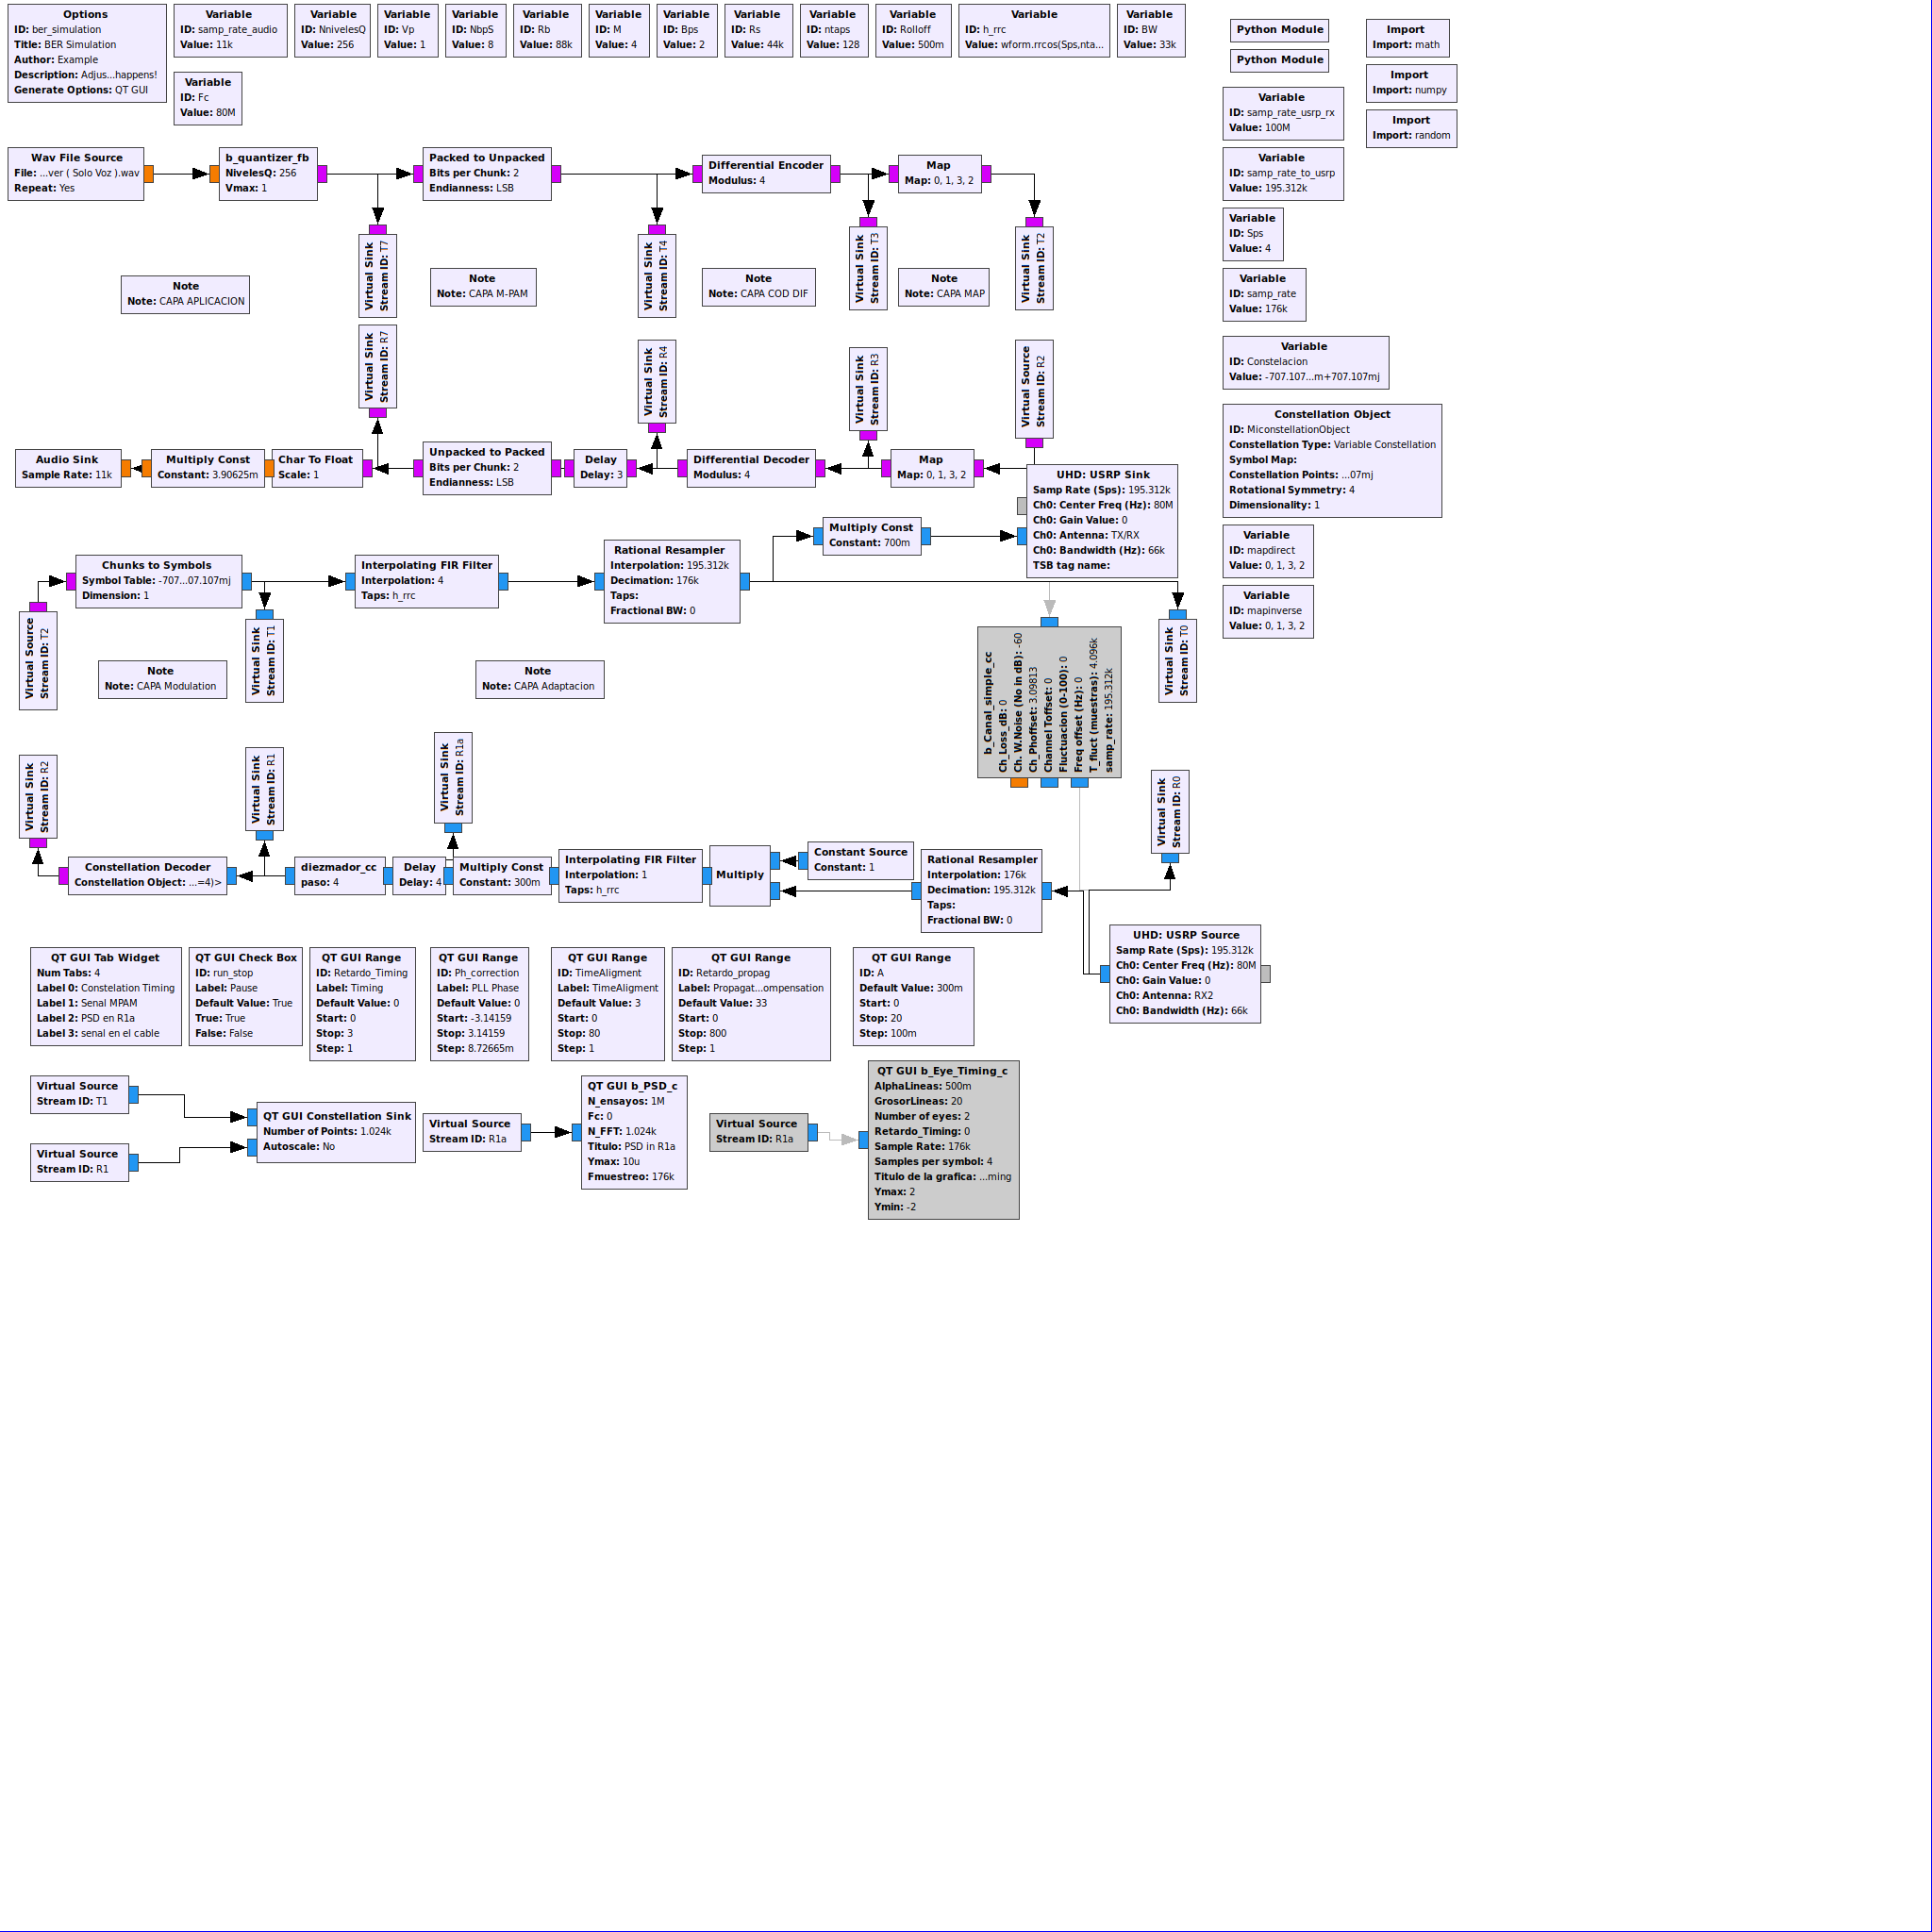 Options
ID: ber_simulation
Title: BER Simulation
Author: Example
Description: Adjus...happens!
Generate Options: QT GUI
Variable
ID: samp_rate_audio
Value: 11k
Variable
ID: NnivelesQ
Value: 256
Variable
ID: Vp
Value: 1
Variable
ID: NbpS
Value: 8
Variable
ID: Rb
Value: 88k
Variable
ID: M
Value: 4
Variable
ID: Bps
Value: 2
Variable
ID: Rs
Value: 44k
Variable
ID: ntaps
Value: 128
Variable
ID: Rolloff
Value: 500m
Variable
ID: h_rrc
Value: wform.rrcos(Sps,nta...
Variable
ID: BW
Value: 33k
Variable
ID: Fc
Value: 80M
Python Module
Python Module
Import
Import: math
Import
Import: numpy
Import
Import: random
Variable
ID: samp_rate_usrp_rx
Value: 100M
Variable
ID: samp_rate_to_usrp
Value: 195.312k
Variable
ID: Sps
Value: 4
Variable
ID: samp_rate
Value: 176k
Variable
ID: Constelacion
Value: -707.107...m+707.107mj
Constellation Object
ID: MiconstellationObject
Constellation Type: Variable Constellation
Symbol Map:
Constellation Points: ...07mj
Rotational Symmetry: 4
Dimensionality: 1
Variable
ID: mapdirect
Value: 0, 1, 3, 2
Variable
ID: mapinverse
Value: 0, 1, 3, 2
Wav File Source
File: ...ver ( Solo Voz ).wav
Repeat: Yes
b_quantizer_fb
NivelesQ: 256
Vmax: 1
Packed to Unpacked
Bits per Chunk: 2
Endianness: LSB
Differential Encoder
Modulus: 4
Map
Map: 0, 1, 3, 2
Virtual Sink
Stream ID: T7
Virtual Sink
Stream ID: T4
Virtual Sink
Stream ID: T3
Virtual Sink
Stream ID: T2
Note
Note: CAPA APLICACION
Note
Note: CAPA M-PAM
Note
Note: CAPA COD DIF
Note
Note: CAPA MAP
Virtual Sink
Stream ID: R7
Virtual Sink
Stream ID: R4
Virtual Sink
Stream ID: R3
Virtual Source
Stream ID: R2
Audio Sink
Sample Rate: 11k
Multiply Const
Constant: 3.90625m
Char To Float
Scale: 1
Unpacked to Packed
Bits per Chunk: 2
Endianness: LSB
Delay
Delay: 3
Differential Decoder
Modulus: 4
Map
Map: 0, 1, 3, 2
UHD: USRP Sink
Samp Rate (Sps): 195.312k
Ch0: Center Freq (Hz): 80M
Ch0: Gain Value: 0
Ch0: Antenna: TX/RX
Ch0: Bandwidth (Hz): 66k
TSB tag name:
Multiply Const
Constant: 700m
Chunks to Symbols
Symbol Table: -707...07.107mj
Dimension: 1
Interpolating FIR Filter
Interpolation: 4
Taps: h_rrc
Rational Resampler
Interpolation: 195.312k
Decimation: 176k
Taps:
Fractional BW: 0
Virtual Source
Stream ID: T2
Virtual Sink
Stream ID: T1
Note
Note: CAPA Modulation
Note
Note: CAPA Adaptacion
b_Canal_simple_cc
Ch_Loss_dB: 0
Ch. W.Noise (No in dB): -60
Ch_Phoffset: 3.09813
Channel Toffset: 0
Fluctuacion (0-100): 0
Freq offset (Hz): 0
T_fluct (muestras): 4.096k
samp_rate: 195.312k
Virtual Sink
Stream ID: T0
Virtual Sink
Stream ID: R2
Virtual Sink
Stream ID: R1
Virtual Sink
Stream ID: R1a
Virtual Sink
Stream ID: R0
Constellation Decoder
Constellation Object: ...=4)>
diezmador_cc
paso: 4
Delay
Delay: 4
Multiply Const
Constant: 300m
Interpolating FIR Filter
Interpolation: 1
Taps: h_rrc
Multiply
Constant Source
Constant: 1
Rational Resampler
Interpolation: 176k
Decimation: 195.312k
Taps:
Fractional BW: 0
UHD: USRP Source
Samp Rate (Sps): 195.312k
Ch0: Center Freq (Hz): 80M
Ch0: Gain Value: 0
Ch0: Antenna: RX2
Ch0: Bandwidth (Hz): 66k
QT GUI Tab Widget
Num Tabs: 4
Label 0: Constelation Timing
Label 1: Senal MPAM
Label 2: PSD en R1a
Label 3: senal en el cable
QT GUI Check Box
ID: run_stop
Label: Pause
Default Value: True
True: True
False: False
QT GUI Range
ID: Retardo_Timing
Label: Timing
Default Value: 0
Start: 0
Stop: 3
Step: 1
QT GUI Range
ID: Ph_correction
Label: PLL Phase
Default Value: 0
Start: -3.14159
Stop: 3.14159
Step: 8.72665m
QT GUI Range
ID: TimeAligment
Label: TimeAligment
Default Value: 3
Start: 0
Stop: 80
Step: 1
QT GUI Range
ID: Retardo_propag
Label: Propagat...ompensation
Default Value: 33
Start: 0
Stop: 800
Step: 1
QT GUI Range
ID: A
Default Value: 300m
Start: 0
Stop: 20
Step: 100m
Virtual Source
Stream ID: T1
Virtual Source
Stream ID: R1
QT GUI Constellation Sink
Number of Points: 1.024k
Autoscale: No
Virtual Source
Stream ID: R1a
QT GUI b_PSD_c
N_ensayos: 1M
Fc: 0
N_FFT: 1.024k
Titulo: PSD in R1a
Ymax: 10u
Fmuestreo: 176k
Virtual Source
Stream ID: R1a
QT GUI b_Eye_Timing_c
AlphaLineas: 500m
GrosorLineas: 20
Number of eyes: 2
Retardo_Timing: 0
Sample Rate: 176k
Samples per symbol: 4
Titulo de la grafica: ...ming
Ymax: 2
Ymin: -2